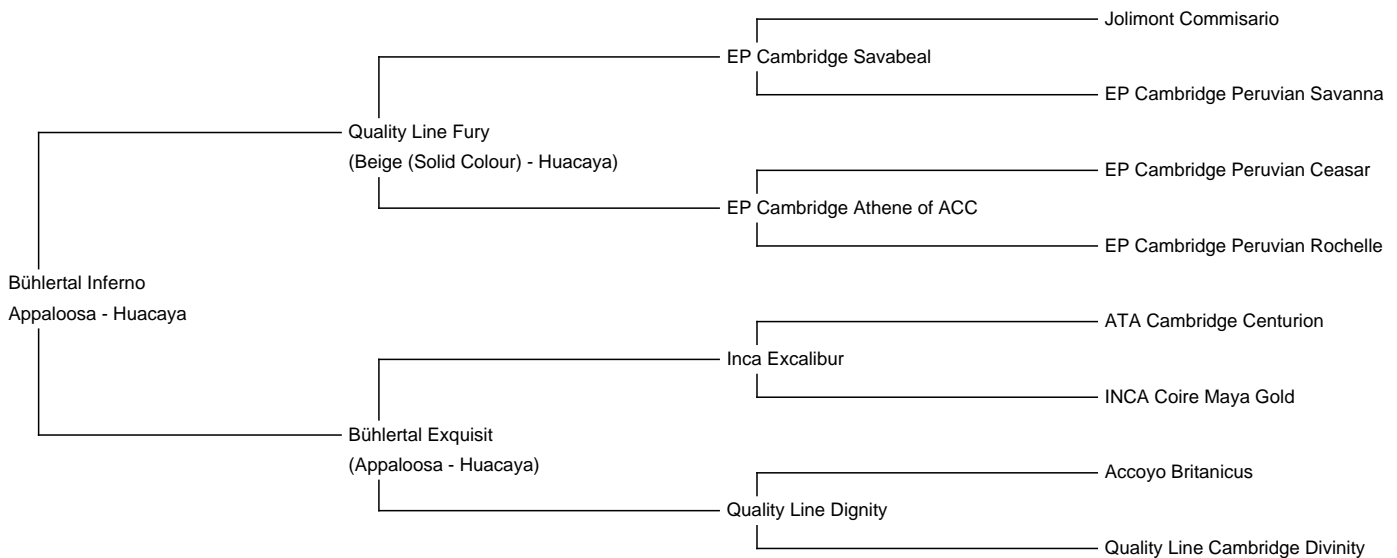 Jolimont Commisario
EP Cambridge Savabeal
EP Cambridge Peruvian Savanna
Quality Line Fury
(Beige (Solid Colour) - Huacaya)
EP Cambridge Peruvian Ceasar
EP Cambridge Athene of ACC
EP Cambridge Peruvian Rochelle
Bühlertal Inferno
Appaloosa - Huacaya
ATA Cambridge Centurion
Inca Excalibur
INCA Coire Maya Gold
Bühlertal Exquisit
(Appaloosa - Huacaya)
Accoyo Britanicus
Quality Line Dignity
Quality Line Cambridge Divinity